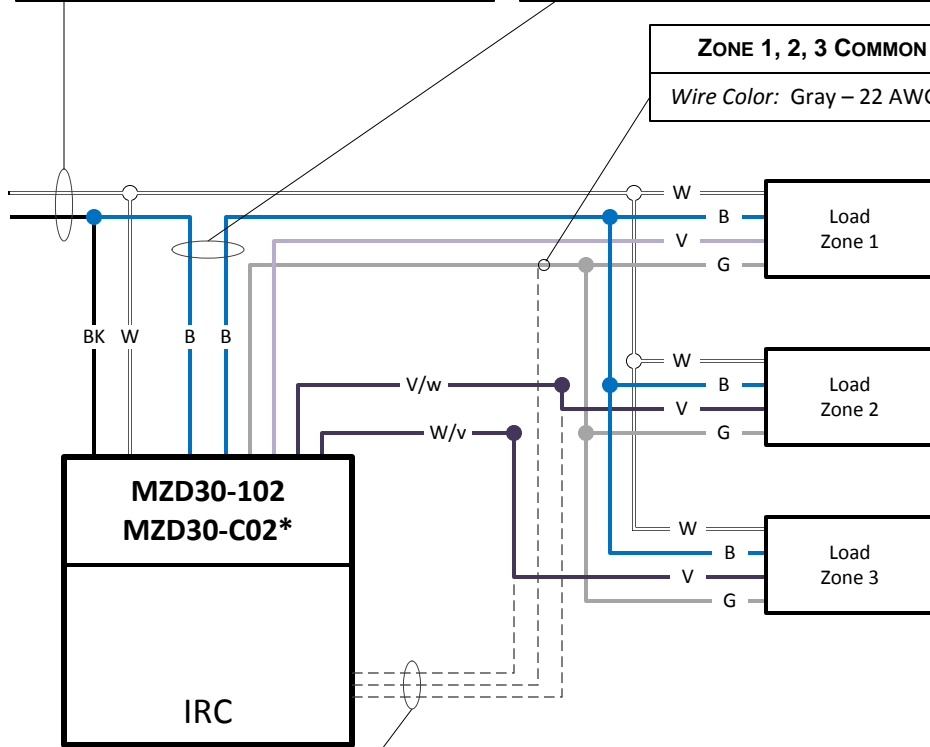 ZONE 1, 2, 3 COMMON
Wire Color: Gray – 22 AWG
W
B
V
G
Load
Zone 1
BK W B B
V/w
W/v
W
B
V
G
Load
Zone 2
W
B
V
G
Load
Zone 3
MZD30-102
MZD30-C02*
IRC